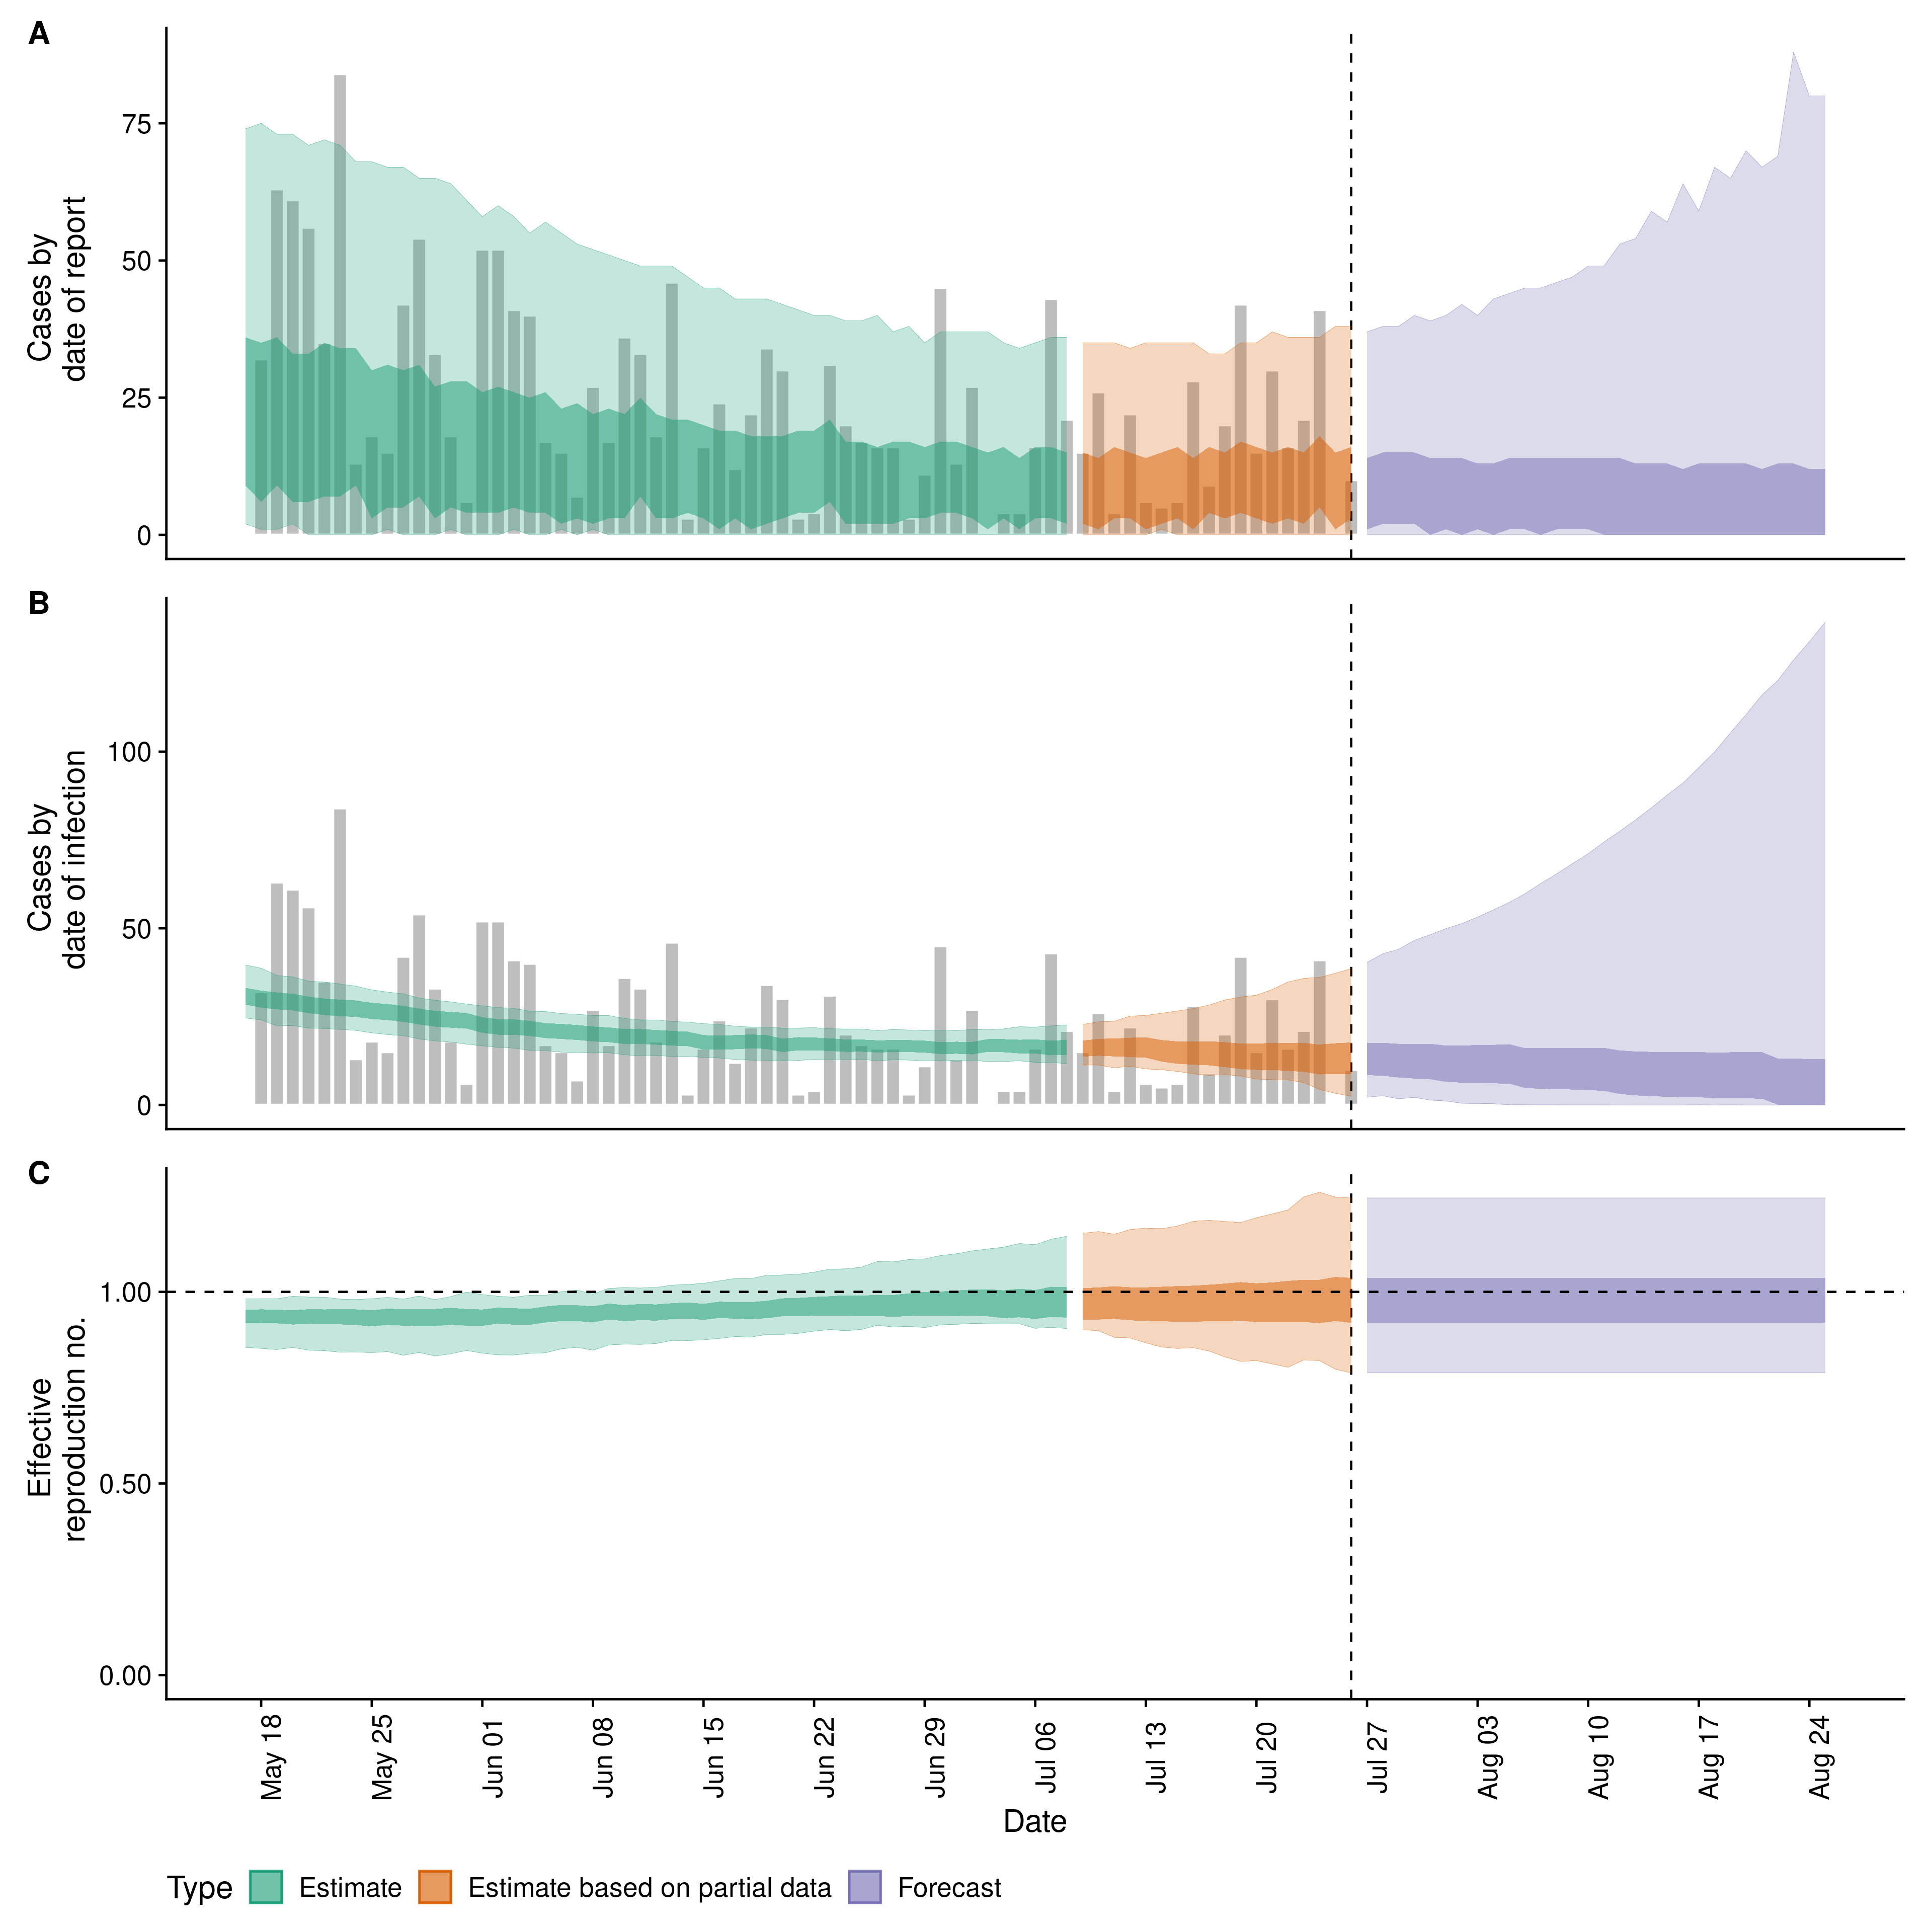 A
75
50
25
0
Cases by
date of report
B
100
50
0
Cases by
date of infection
C
1.00
0.50
0.00
Effective
reproduction no.
May 18
May 25
Jun 01
Jun 08
Jun 15
Jun 22
Jun 29
Jul 06
Jul 13
Jul 20
Jul 27
Aug 03
Aug 10
Aug 17
Aug 24
Date
Type Estimate Estimate based on partial data Forecast